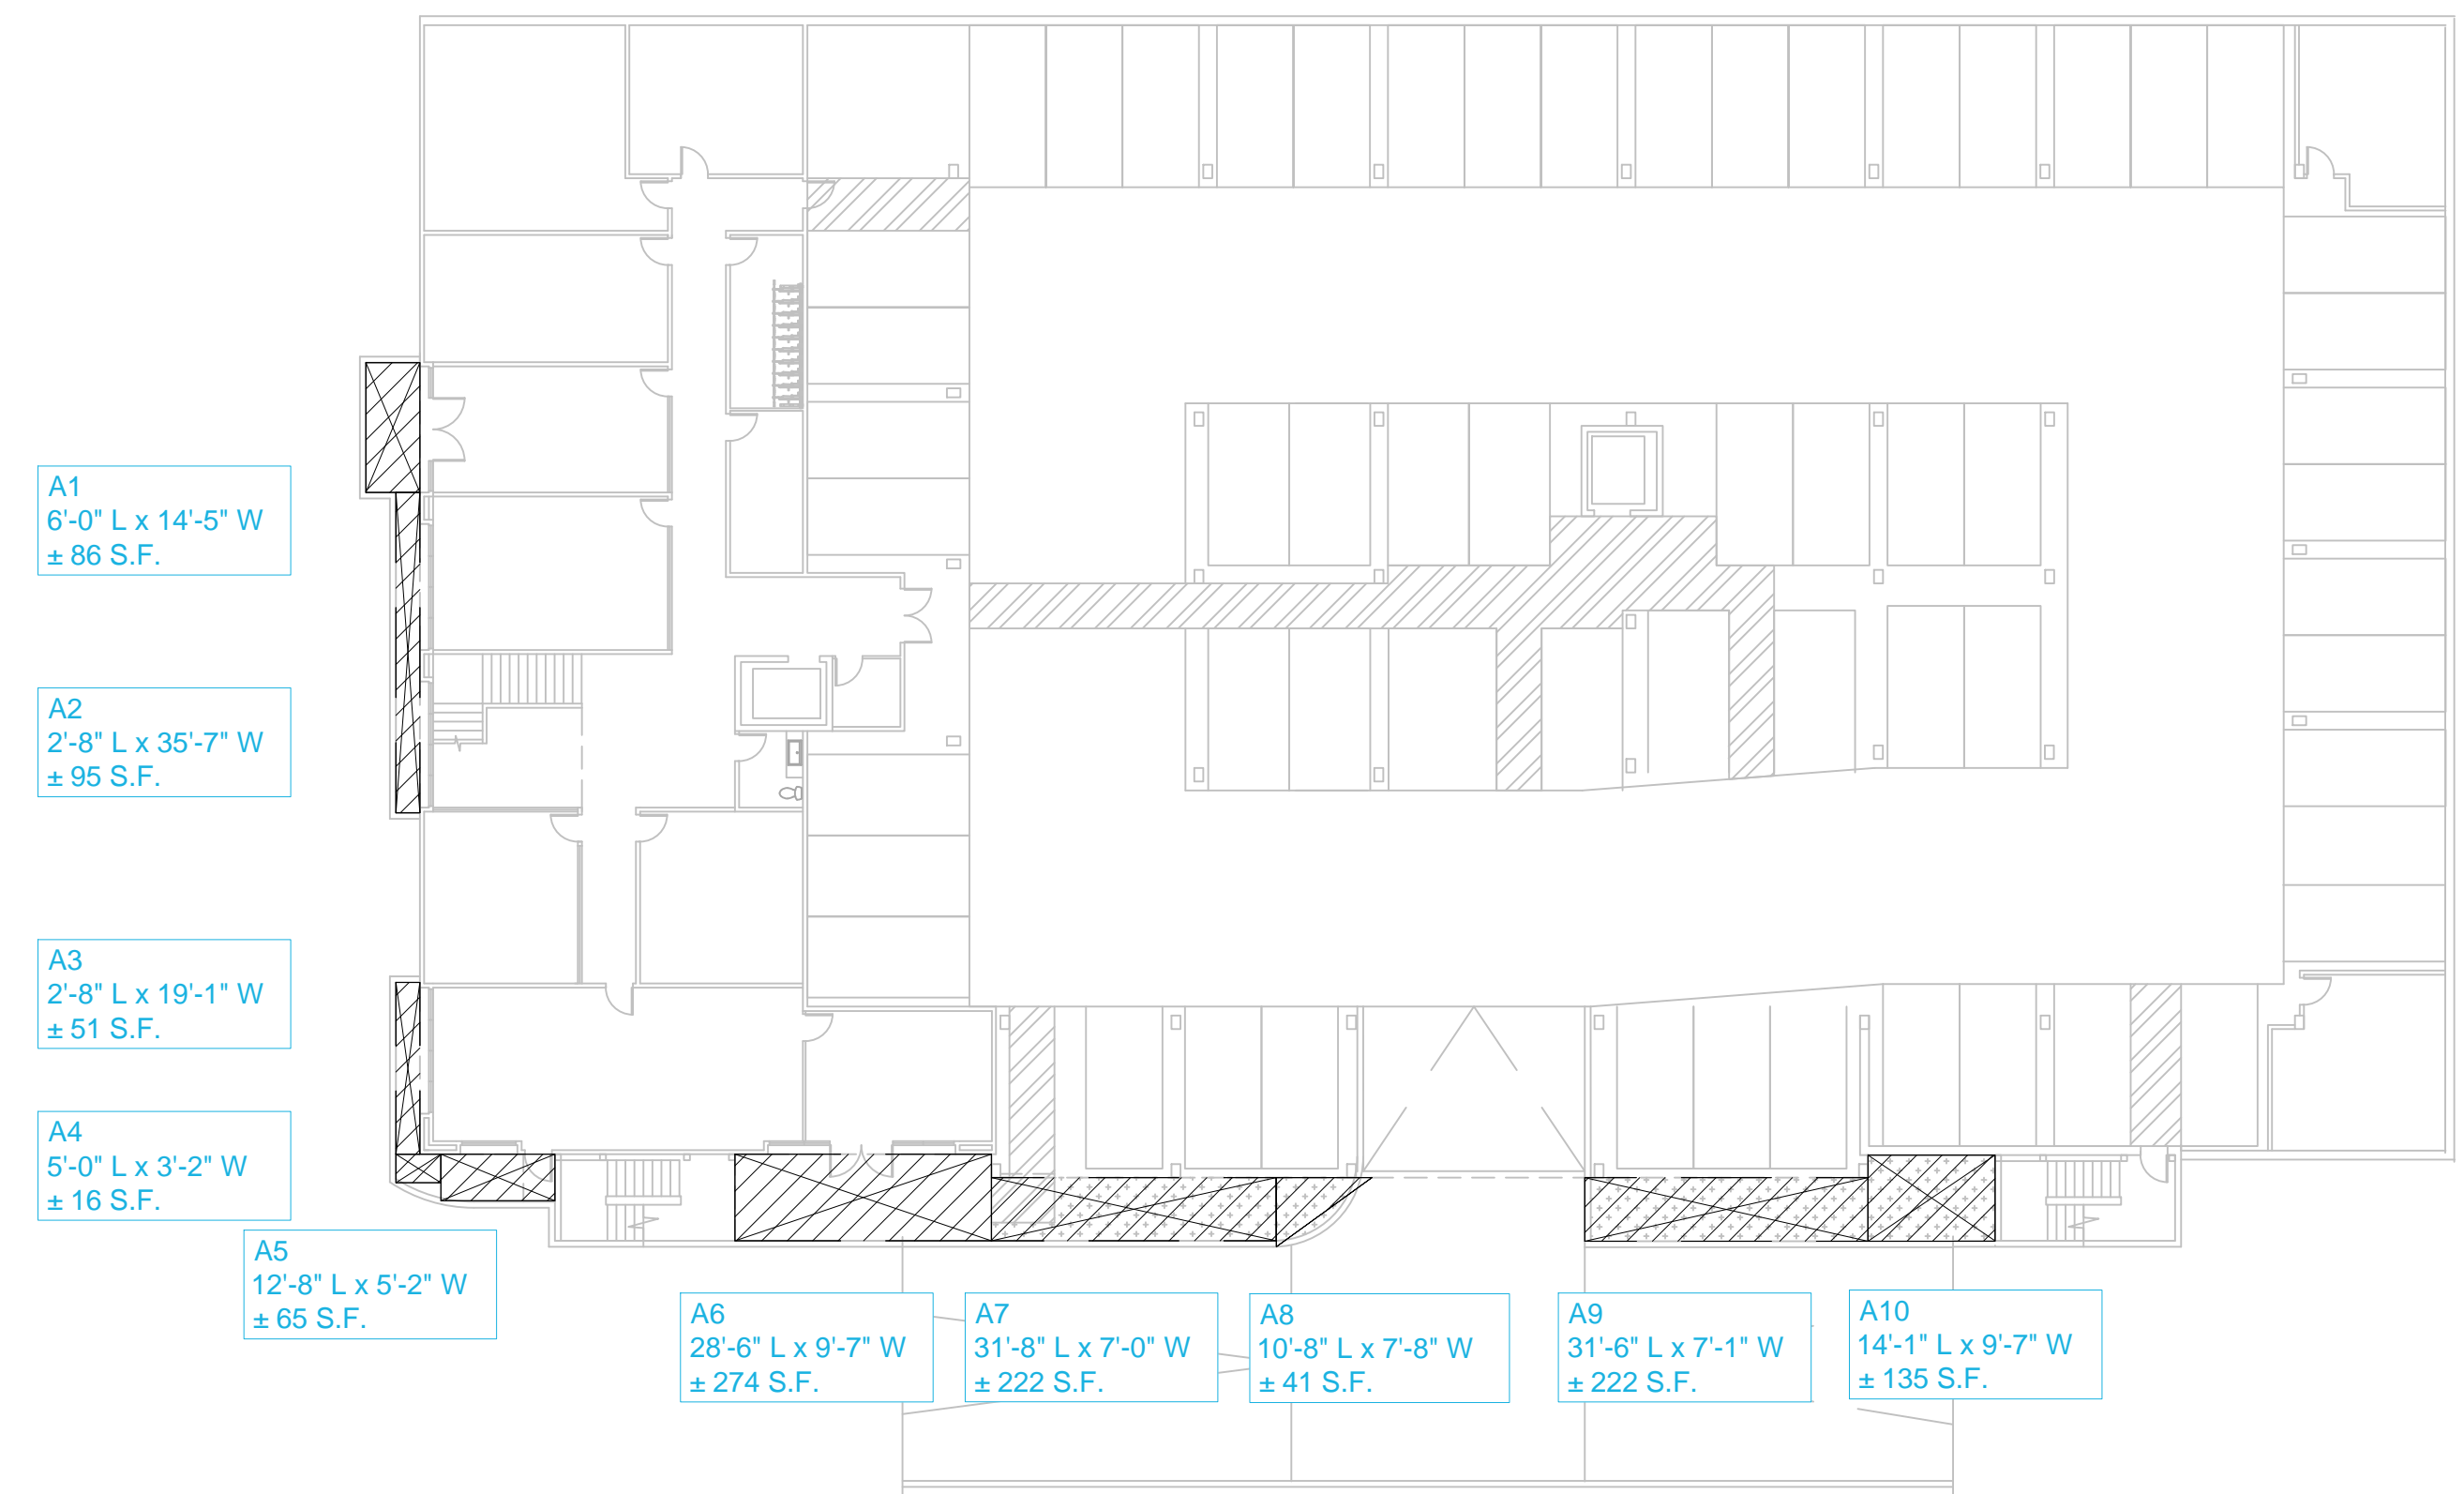 A1
6'-0" L x 14'-5" W
± 86 S.F.
A2
2'-8" L x 35'-7" W
± 95 S.F.
A3
2'-8" L x 19'-1" W
± 51 S.F.
A4
5'-0" L x 3'-2" W
± 16 S.F.
A5
12'-8" L x 5'-2" W
± 65 S.F.
A6
28'-6" L x 9'-7" W
± 274 S.F.
A7
31'-8" L x 7'-0" W
± 222 S.F.
A8
10'-8" L x 7'-8" W
± 41 S.F.
A9
31'-6" L x 7'-1" W
± 222 S.F.
A10
14'-1" L x 9'-7" W
± 135 S.F.